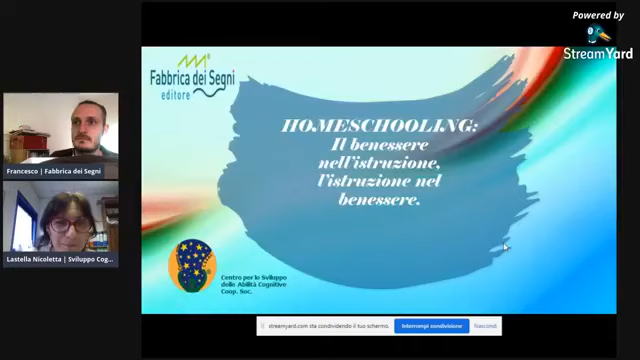 Powered by
StreamYard
Fabbrica dei Segni
editore
HOMESCHOOLING:
Il benessere
nell'istruzione,
l'istruzione nel
benessere.
Francesco | Fabbrica dei Segni
Lastella Nicoletta | Sviluppo Cog...
Centro per lo Sviluppo
delle Abilità Cognitive
Coop. Soc.
streamyard.com sta condividendo il tuo schermo.
Interrompi condivisione
Nascondi